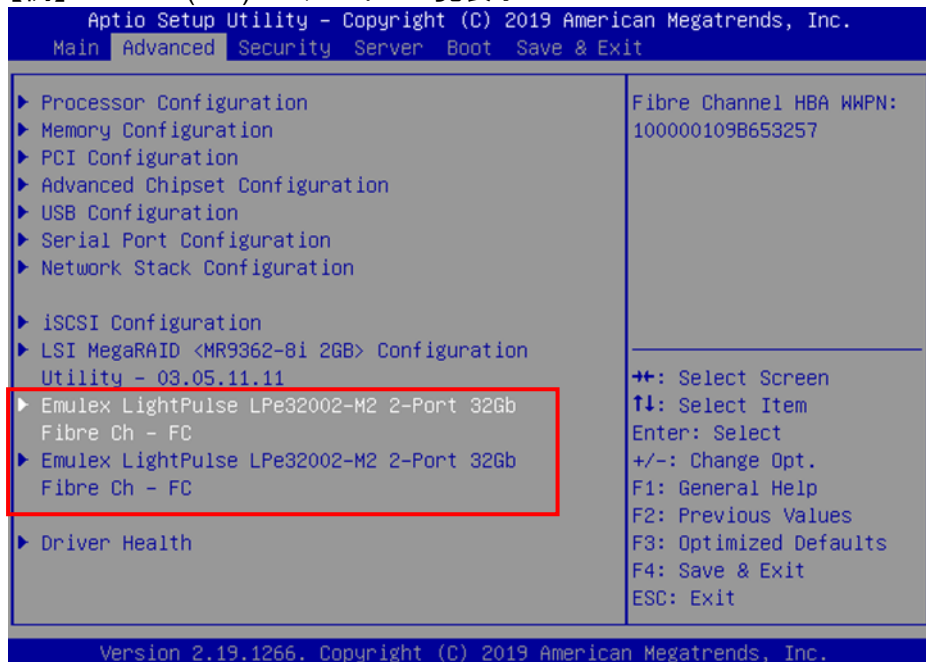 Aptio Setup Utility – Copyright (C) 2019 American Megatrends, Inc.
Main Advanced Security Server Boot Save & Exit
▶ Processor Configuration
▶ Memory Configuration
▶ PCI Configuration
▶ Advanced Chipset Configuration
▶ USB Configuration
▶ Serial Port Configuration
▶ Network Stack Configuration
▶ iSCSI Configuration
▶ LSI MegaRAID <MR9362-8i 2GB> Configuration
Utility – 03.05.11.11
▶ Emulex LightPulse LPe32002-M2 2-Port 32Gb
Fibre Ch – FC
▶ Emulex LightPulse LPe32002-M2 2-Port 32Gb
Fibre Ch – FC
▶ Driver Health
Fibre Channel HBA WWPN:
100000109B653257
→←: Select Screen
↑↓: Select Item
Enter: Select
+/-: Change Opt.
F1: General Help
F2: Previous Values
F3: Optimized Defaults
F4: Save & Exit
ESC: Exit
Version 2.19.1266. Copyright (C) 2019 American Megatrends, Inc.